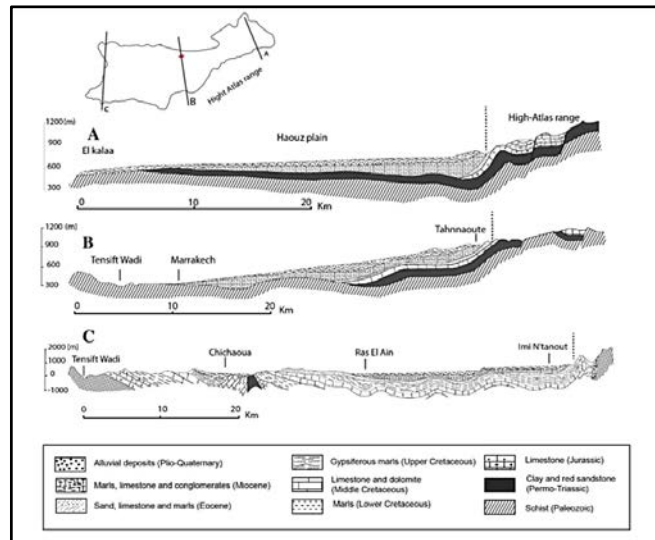 A
B
C
Hight Atlas range
1200 (m)
900
600
300
A
El kalaa
Haouz plain
High-Atlas range
0
10
20
Km
1200 (m)
900
600
300
B
Tensift Wadi
Marrakech
Tahnnaoute
0
10
20
Km
2000 (m)
1000
0
-1000
C
Tensift Wadi
Chichaoua
Ras El Ain
Imi N'tanout
0
10
20
Km
Alluvial deposits (Plio-Quaternary)
Marls, limestone and conglomerates (Miocene)
Sand, limestone and marls (Eocene)
Gypsiferous marls (Upper Cretaceous)
Limestone and dolomite
(Middle Cretaceous)
Marls (Lower Cretaceous)
Limestone (Jurassic)
Clay and red sandstone
(Permo-Triassic)
Schist (Paleozoic)